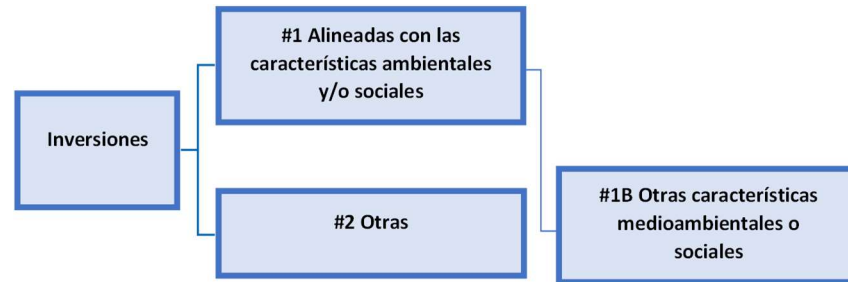 #1 Alineadas con las
características ambientales
y/o sociales
Inversiones
#2 Otras
#1B Otras características
medioambientales o
sociales